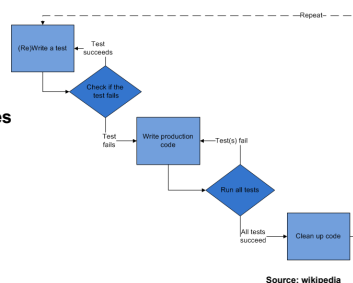 Repeat
(Re)Write a test
Test
succeeds
Check if the
test fails
es
Test
fails
Write production
code
Test(s) fail
Run all tests
All tests
succeed
Clean up code
Source: wikipedia